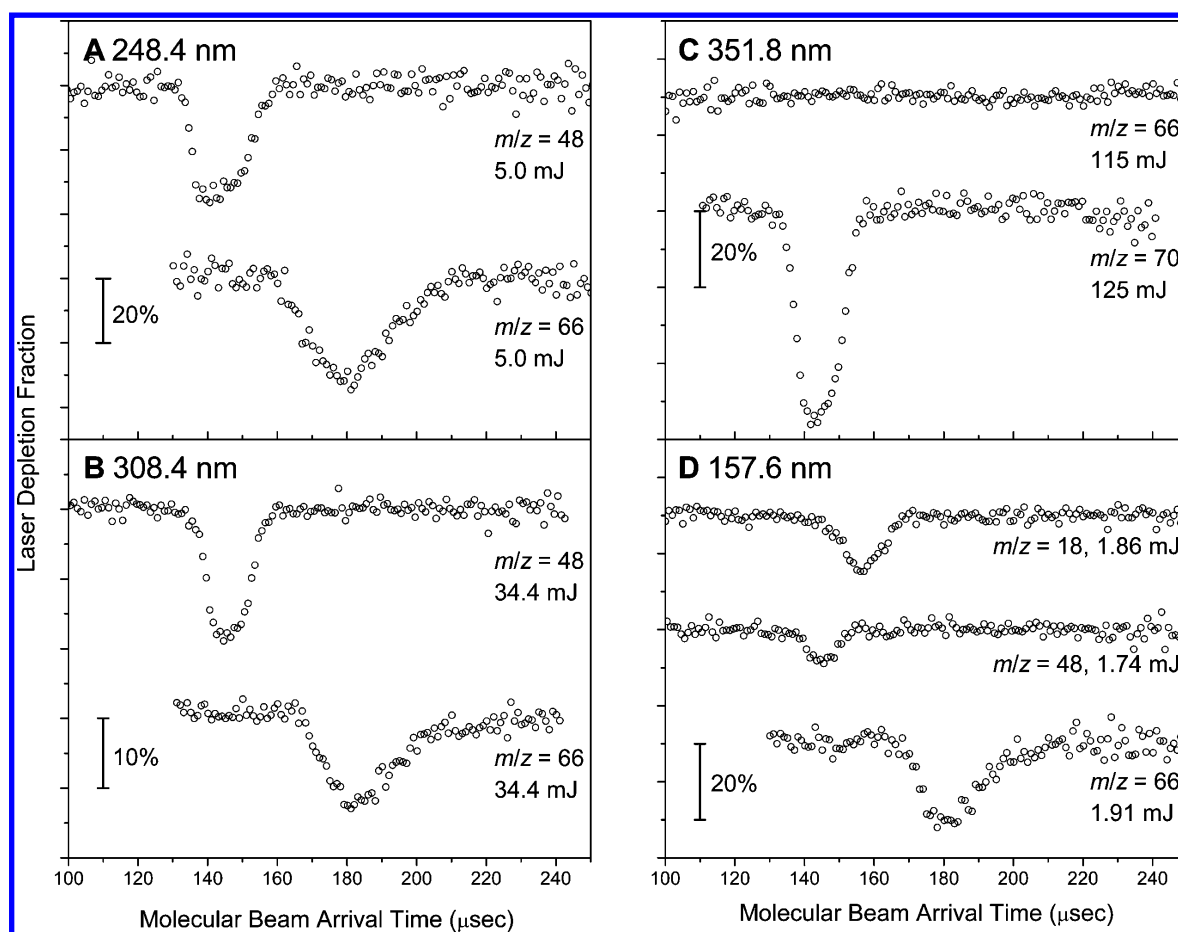 A 248.4 nm
m/z = 48
5.0 mJ
20%
m/z = 66
5.0 mJ
B 308.4 nm
m/z = 48
34.4 mJ
10%
m/z = 66
34.4 mJ
100 120 140 160 180 200 220 240
Molecular Beam Arrival Time (μsec)
Laser Depletion Fraction
C 351.8 nm
m/z = 66
115 mJ
20%
m/z = 70
125 mJ
D 157.6 nm
m/z = 18, 1.86 mJ
m/z = 48, 1.74 mJ
20%
m/z = 66
1.91 mJ
100 120 140 160 180 200 220 240
Molecular Beam Arrival Time (μsec)